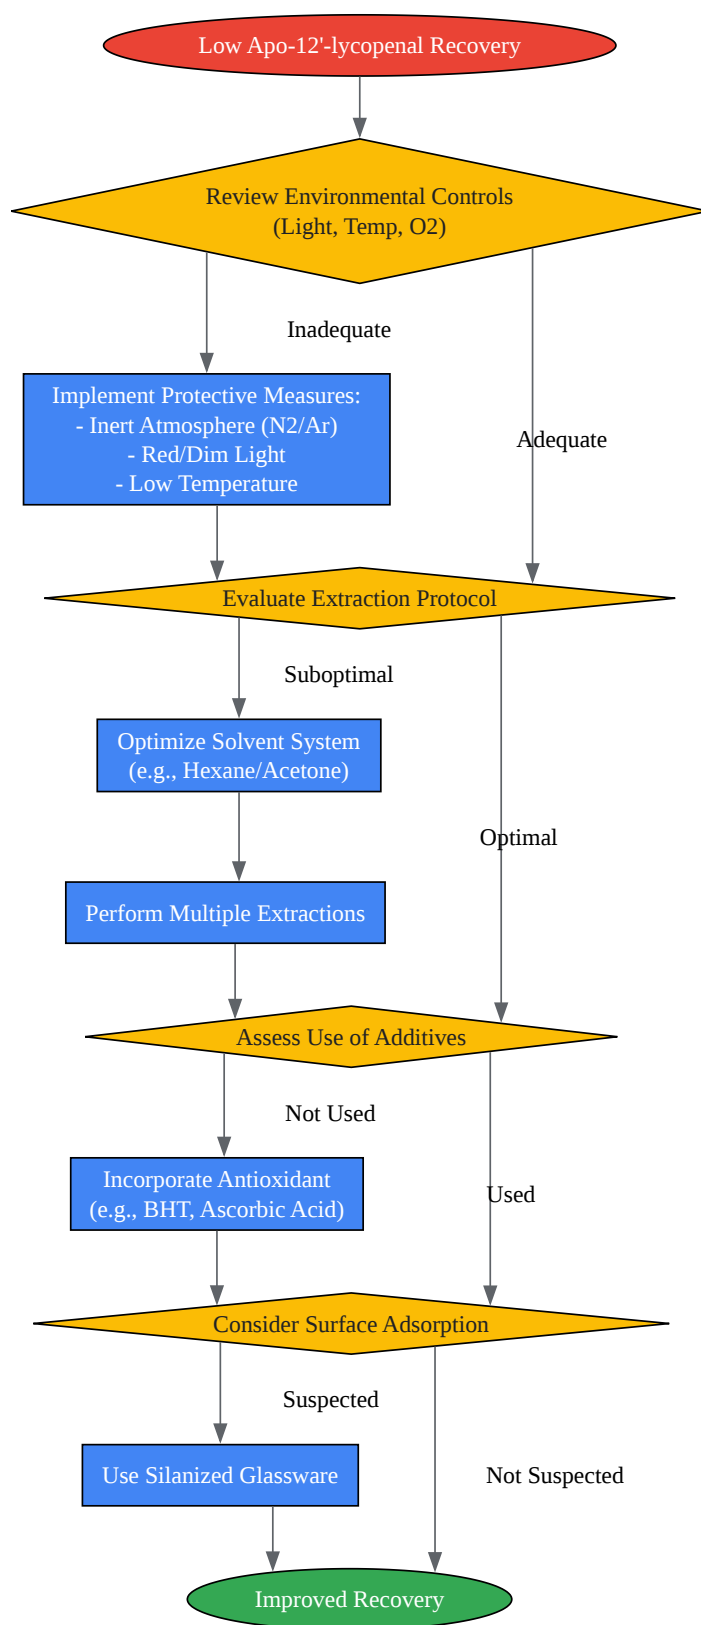 Low Apo-12'-lycopenal Recovery
Review Environmental Controls
(Light, Temp, O2)
Inadequate
Implement Protective Measures:
- Inert Atmosphere (N2/Ar)
- Red/Dim Light
- Low Temperature
Adequate
Evaluate Extraction Protocol
Suboptimal
Optimize Solvent System
(e.g., Hexane/Acetone)
Optimal
Perform Multiple Extractions
Assess Use of Additives
Not Used
Incorporate Antioxidant
(e.g., BHT, Ascorbic Acid)
Used
Consider Surface Adsorption
Suspected
Use Silanized Glassware
Not Suspected
Improved Recovery